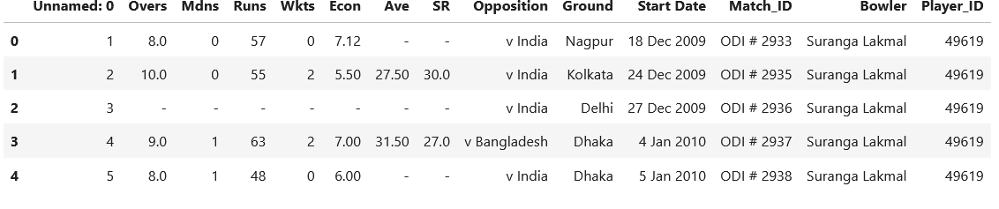 Unnamed: 0 Overs Mdns Runs Wkts Econ Ave SR Opposition Ground Start Date Match_ID Bowler Player_ID
0 1 8.0 0 57 0 7.12 - - v India Nagpur 18 Dec 2009 ODI # 2933 Suranga Lakmal 49619
1 2 10.0 0 55 2 5.50 27.50 30.0 v India Kolkata 24 Dec 2009 ODI # 2935 Suranga Lakmal 49619
2 3 - - - - - - - v India Delhi 27 Dec 2009 ODI # 2936 Suranga Lakmal 49619
3 4 9.0 1 63 2 7.00 31.50 27.0 v Bangladesh Dhaka 4 Jan 2010 ODI # 2937 Suranga Lakmal 49619
4 5 8.0 1 48 0 6.00 - - v India Dhaka 5 Jan 2010 ODI # 2938 Suranga Lakmal 49619